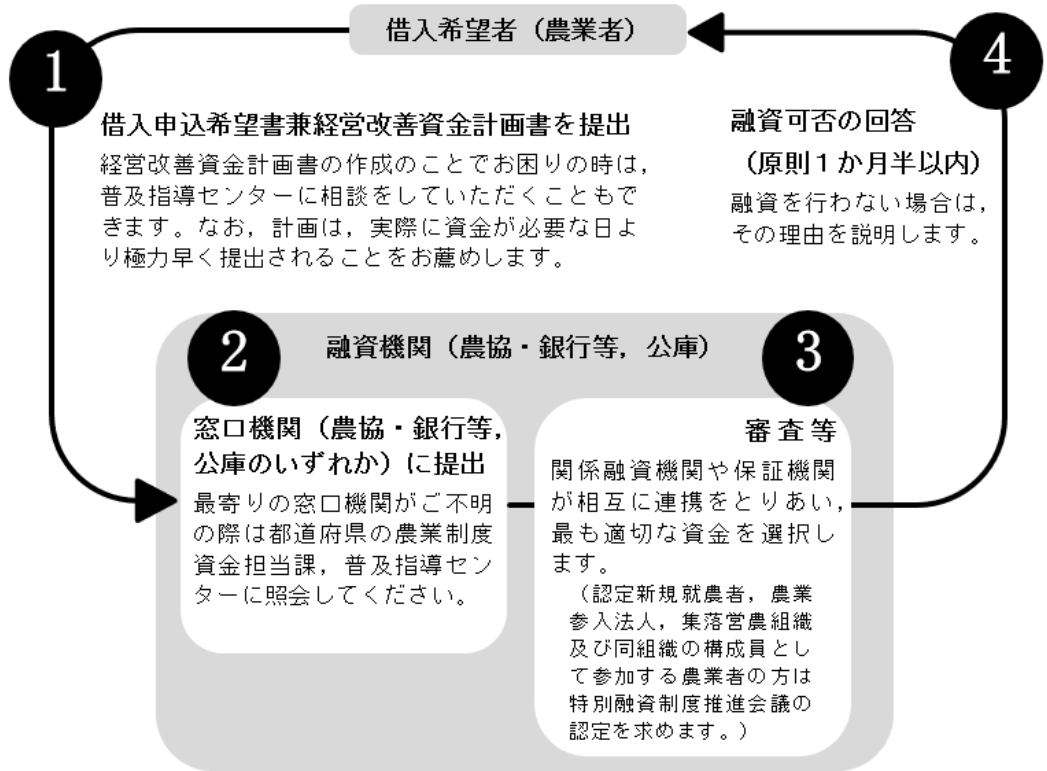 借入希望者（農業者）
1
借入申込希望書兼経営改善資金計画書を提出
経営改善資金計画書の作成のことでお困りの時は，
普及指導センターに相談をしていただくこともで
きます。なお，計画は，実際に資金が必要な日よ
り極力早く提出されることをお薦めします。
融資機関（農協・銀行等，公庫）
2
窓口機関（農協・銀行等，
公庫のいずれか）に提出
最寄りの窓口機関がご不明
の際は都道府県の農業制度
資金担当課，普及指導セン
ターに照会してください。
3
審査等
関係融資機関や保証機関
が相互に連携をとりあい，
最も適切な資金を選択し
ます。
（認定新規就農者，農業
参入法人，集落営農組織
及び同組織の構成員とし
て参加する農業者の方は
特別融資制度推進会議の
認定を求めます。）
4
融資可否の回答
（原則１か月半以内）
融資を行わない場合は，
その理由を説明します。